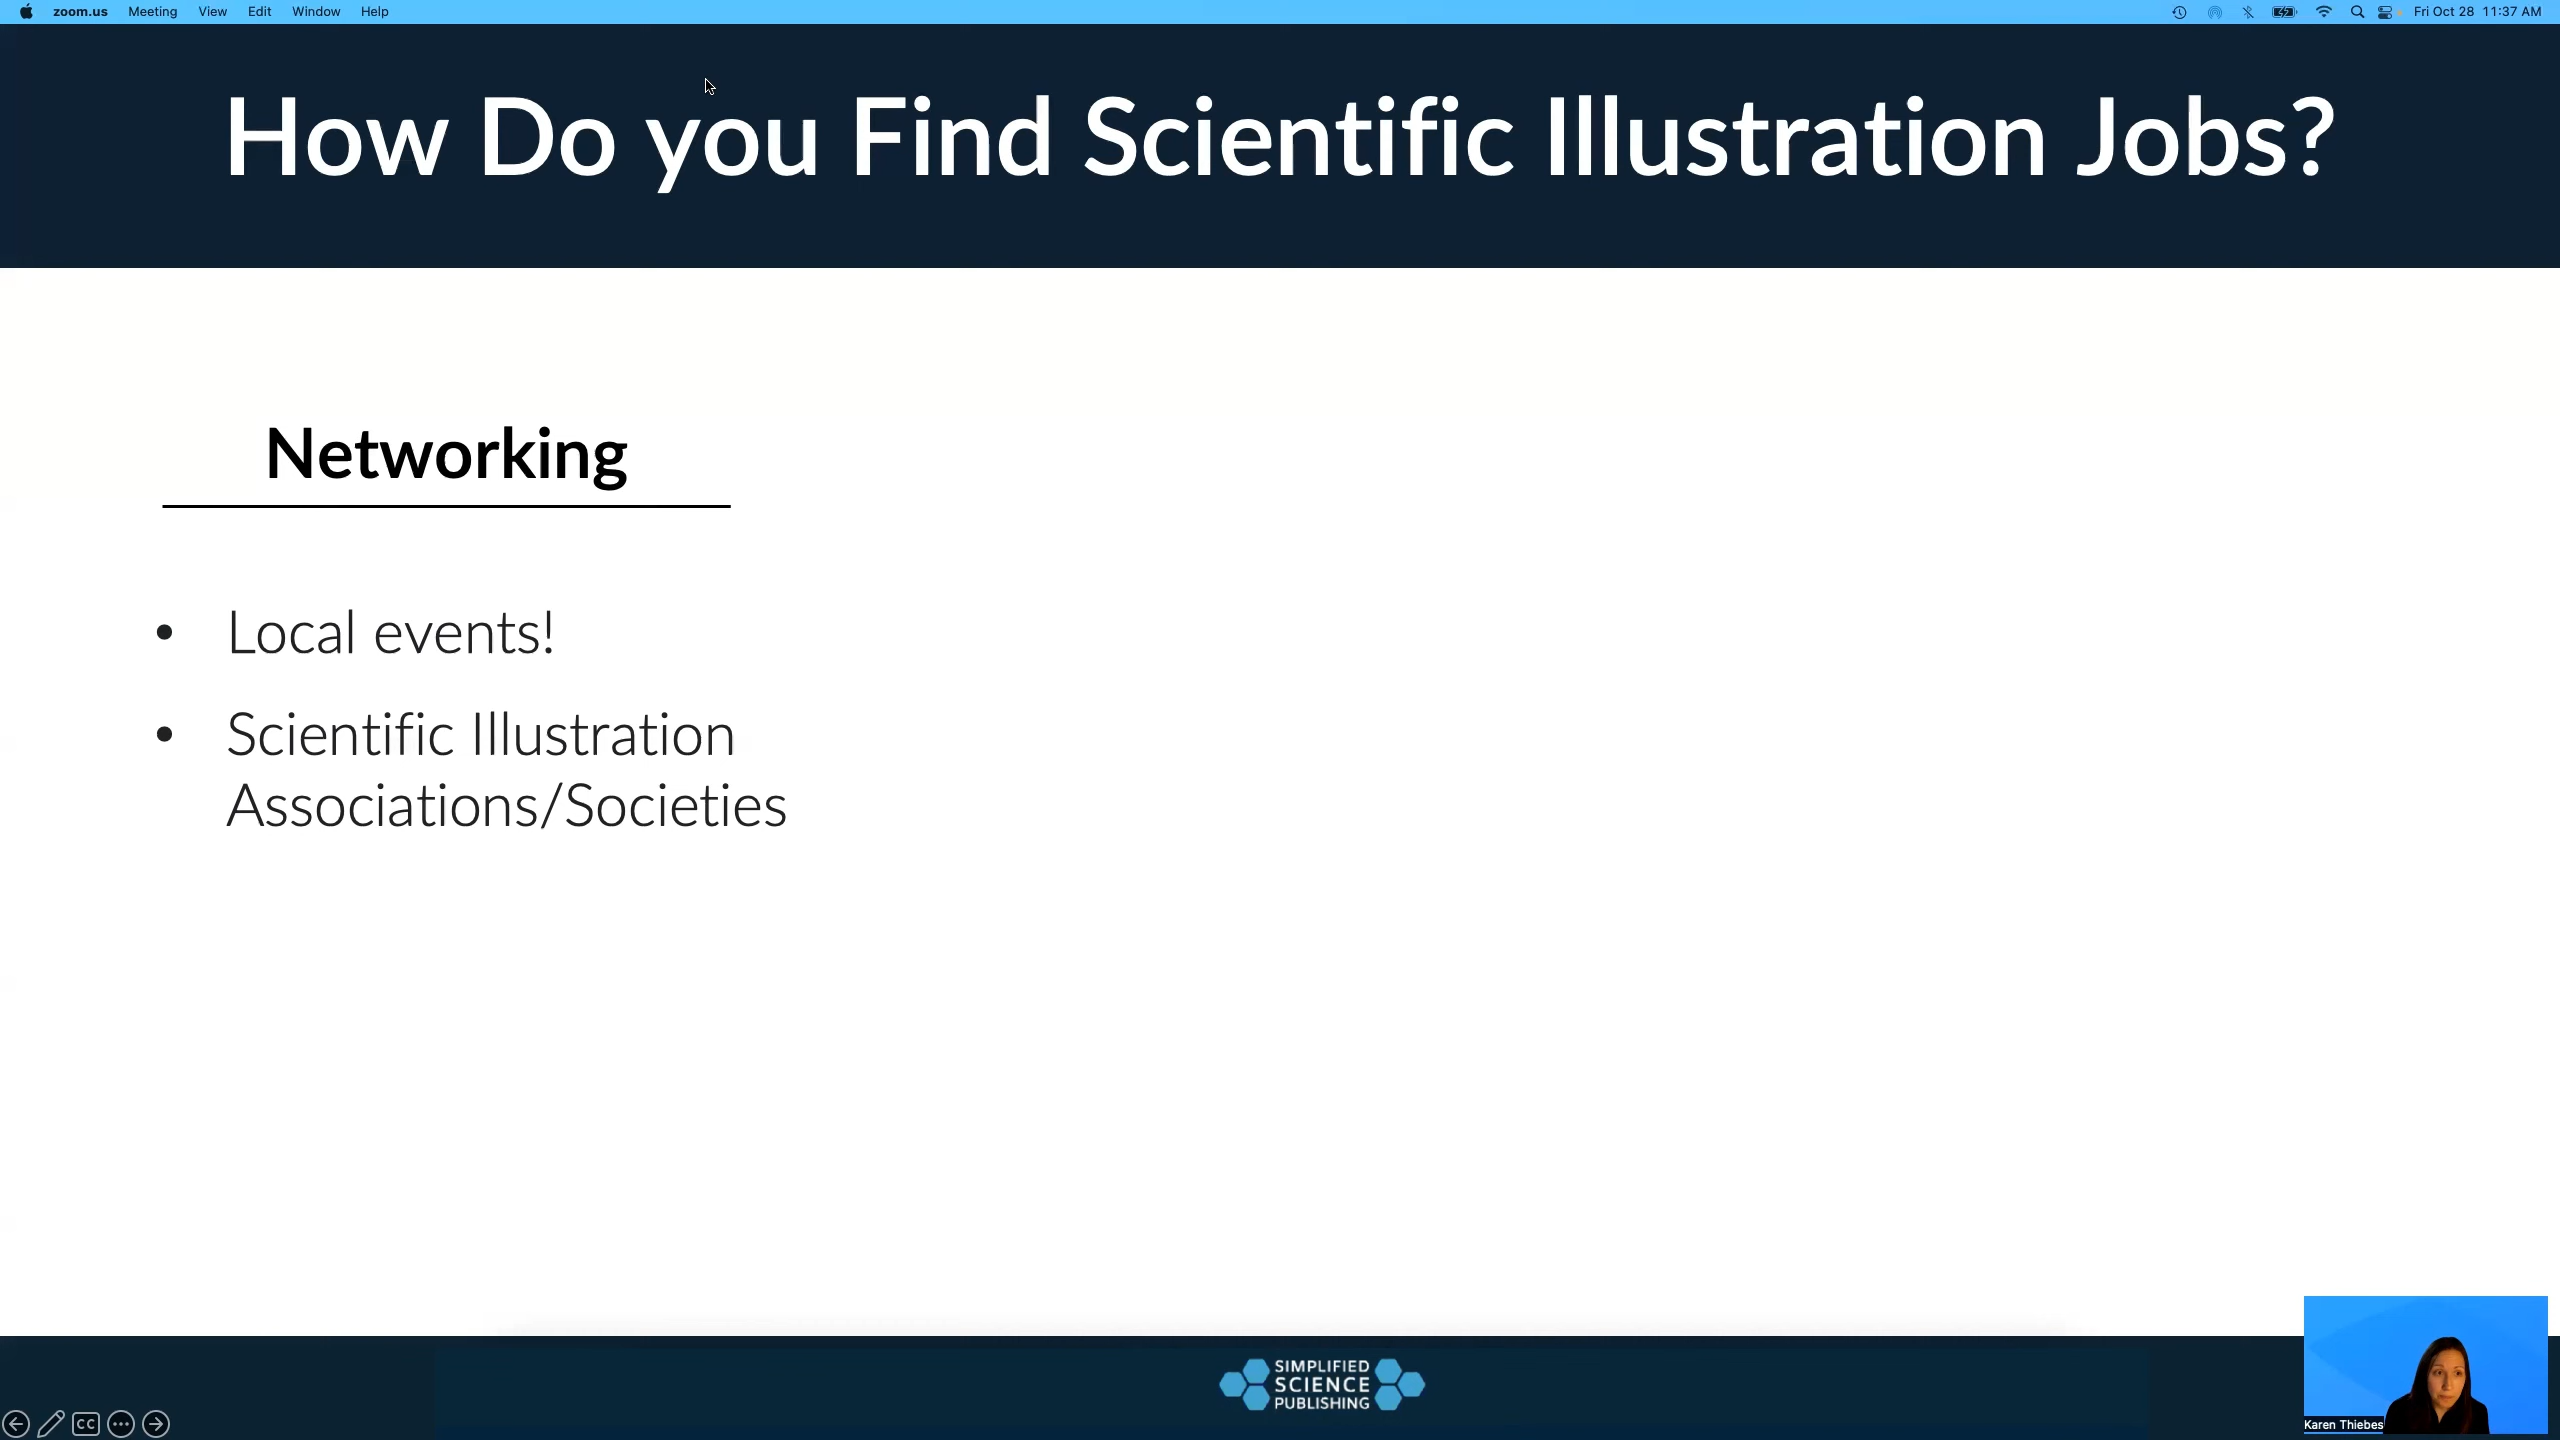 zoom.us Meeting View Edit Window Help Fri Oct 28 11:37 AM
How Do you Find Scientific Illustration Jobs?
Networking
• Local events!
• Scientific Illustration
Associations/Societies
SIMPLIFIED
SCIENCE
PUBLISHING
CC
Karen Thiebes